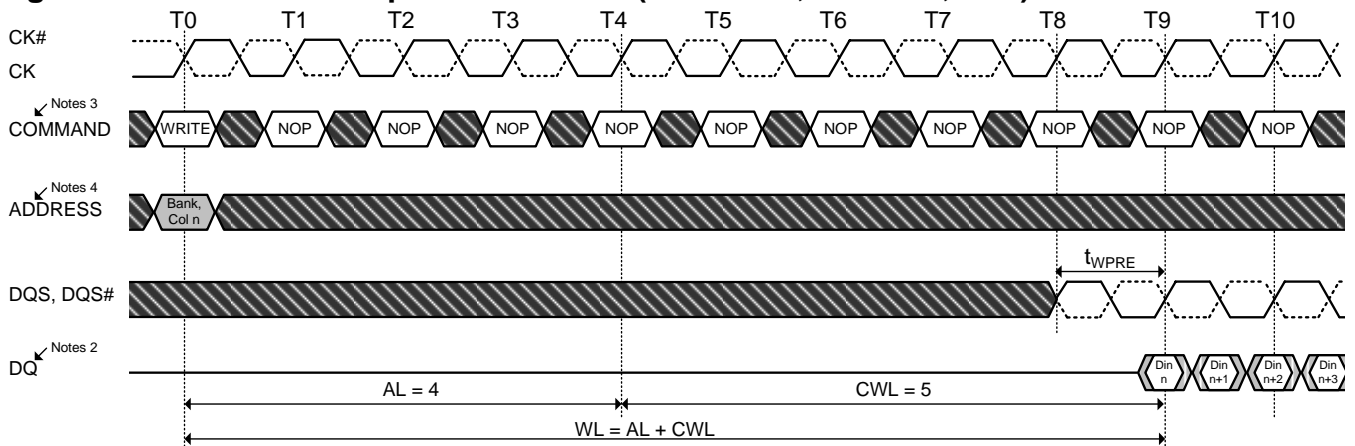 T0 T1 T2 T3 T4 T5 T6 T7 T8 T9 T10
CK#
CK
Notes 3
COMMAND WRITE NOP NOP NOP NOP NOP NOP NOP NOP NOP NOP
Notes 4
ADDRESS Bank, Col n
tWPRE
DQS, DQS#
Notes 2
DQ Din n Din n+1 Din n+2 Din n+3
AL = 4 CWL = 5
WL = AL + CWL